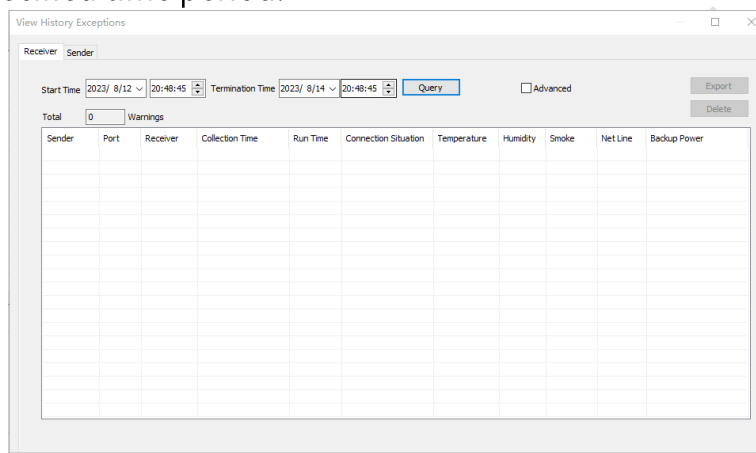 View History Exceptions
Receiver Sender
Start Time 2023/ 8/12 20:48:45 Termination Time 2023/ 8/14 20:48:45 Query Advanced Export
Delete
Total 0 Warnings
Sender Port Receiver Collection Time Run Time Connection Situation Temperature Humidity Smoke Net Line Backup Power